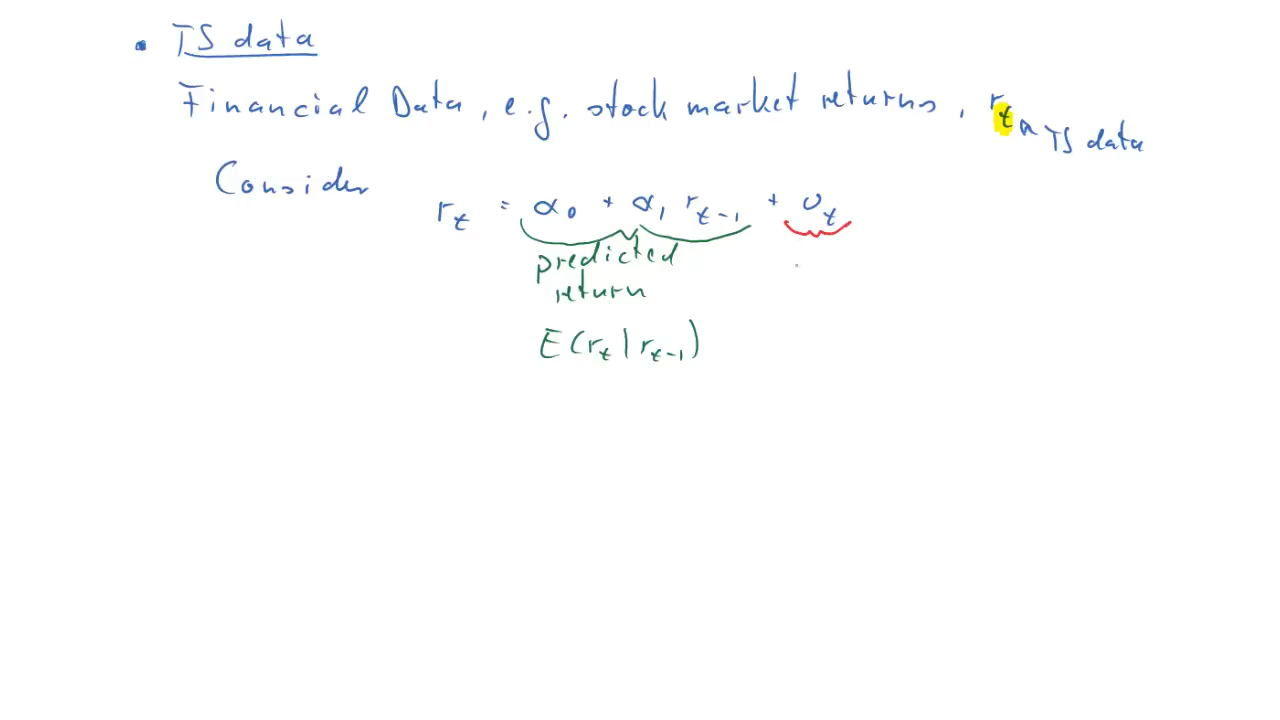 • TS data
Financial Data, e.g. stock market returns, r_t ^ TS data
Consider
r_t = α_0 + α_1 r_{t-1} + υ_t
predicted
return
E(r_t | r_{t-1})